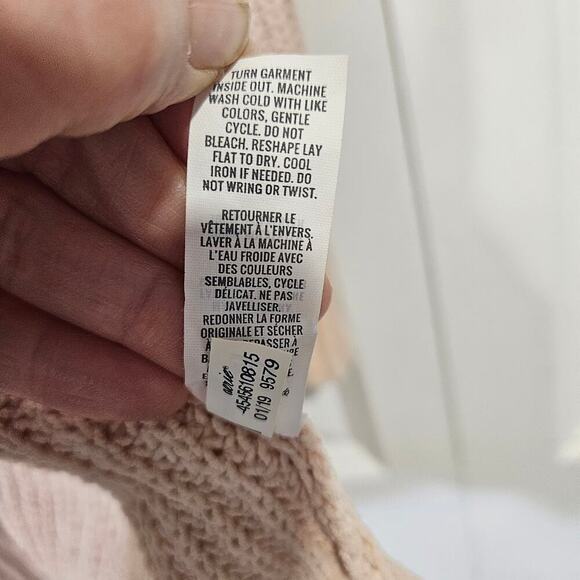 TURN GARMENT
INSIDE OUT. MACHINE
WASH COLD WITH LIKE
COLORS, GENTLE
CYCLE. DO NOT
BLEACH. RESHAPE LAY
FLAT TO DRY. COOL
IRON IF NEEDED. DO
NOT WRING OR TWIST.
RETOURNER LE
VÊTEMENT À L'ENVERS.
LAVER À LA MACHINE À
L'EAU FROIDE AVEC
DES COULEURS
SEMBLABLES, CYCLE
DÉLICAT. NE PAS
JAVELLISER.
REDONNER LA FORME
ORIGINALE ET SÉCHER
aerie
4545610815
01/19 9579